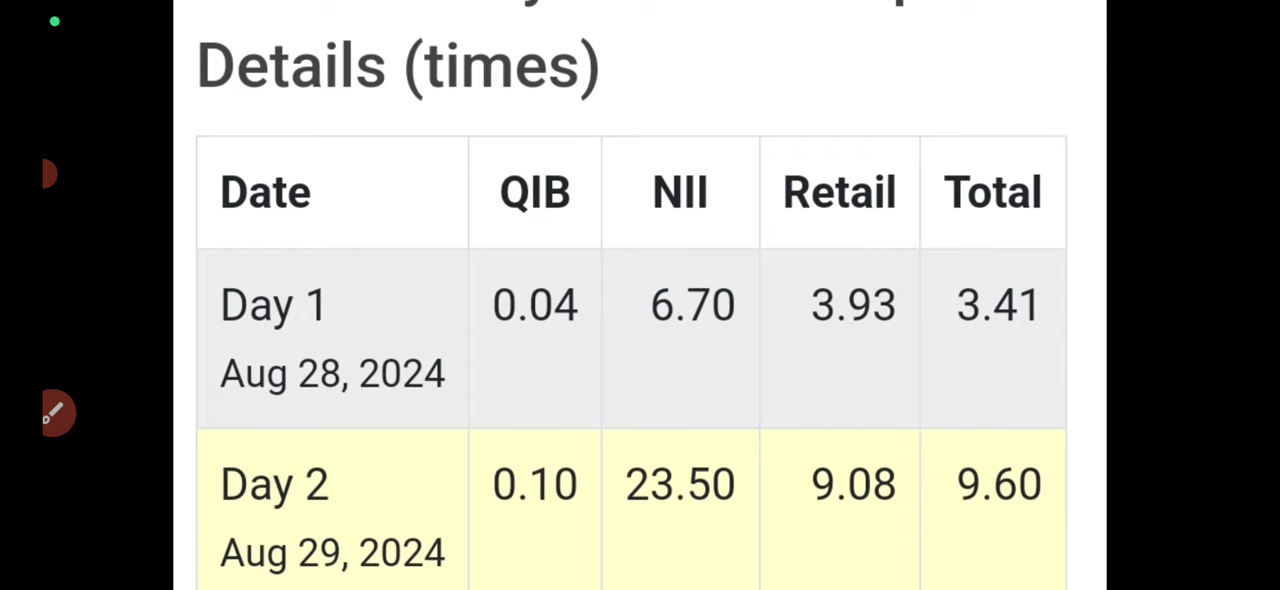 Details (times)
Date QIB NII Retail Total
Day 1 0.04 6.70 3.93 3.41
Aug 28, 2024
Day 2 0.10 23.50 9.08 9.60
Aug 29, 2024